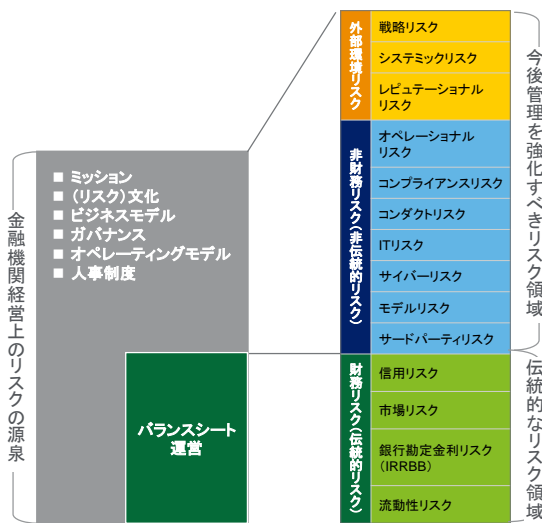 金融機関経営上のリスクの源泉
■ ミッション
■ (リスク)文化
■ ビジネスモデル
■ ガバナンス
■ オペレーティングモデル
■ 人事制度
バランスシート
運営
外部環境リスク
戦略リスク
システミックリスク
レピュテーショナル
リスク
非財務リスク(非伝統的リスク)
オペレーショナル
リスク
コンプライアンスリスク
コンダクトリスク
ITリスク
サイバーリスク
モデルリスク
サードパーティリスク
財務リスク(伝統的リスク)
信用リスク
市場リスク
銀行勘定金利リスク
(IRRBB)
流動性リスク
今後管理を強化すべきリスク領域
伝統的なリスク領域